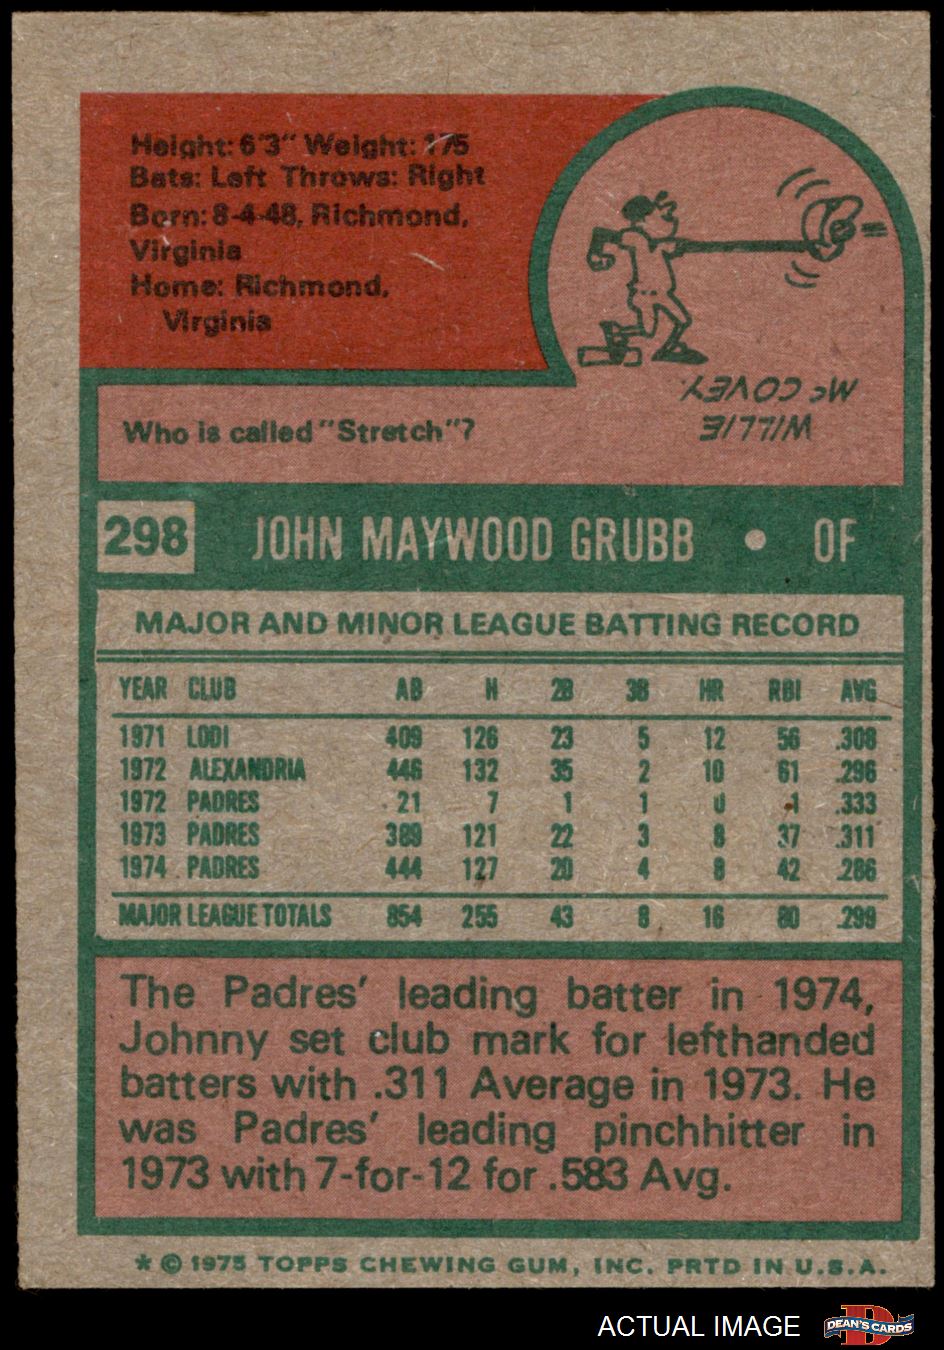 Height: 6'3" Weight: 175
Bats: Left Throws: Right
Born: 8-4-48, Richmond,
Virginia
Home: Richmond,
Virginia
Who is called "Stretch"?
WILLIE
McCOVEY.
298 JOHN MAYWOOD GRUBB • OF
MAJOR AND MINOR LEAGUE BATTING RECORD
YEAR CLUB AB H 2B 3B HR RBI AVG
1971 LODI 409 126 23 5 12 56 .308
1972 ALEXANDRIA 446 132 35 2 10 61 .296
1972 PADRES 21 7 1 1 0 1 .333
1973 PADRES 389 121 22 3 8 37 .311
1974 PADRES 444 127 20 4 8 42 .286
MAJOR LEAGUE TOTALS 854 255 43 8 16 80 .299
The Padres' leading batter in 1974,
Johnny set club mark for lefthanded
batters with .311 Average in 1973. He
was Padres' leading pinchhitter in
1973 with 7-for-12 for .583 Avg.
* © 1975 TOPPS CHEWING GUM, INC. PRTD IN U.S.A.
ACTUAL IMAGE
DEAN'S CARDS